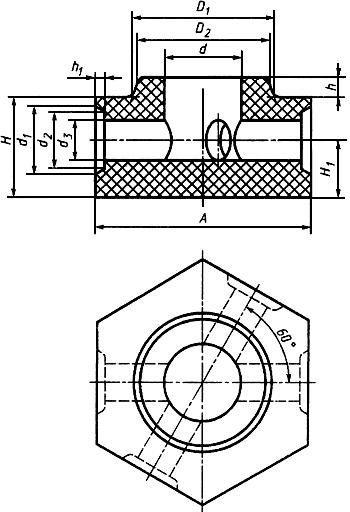 D₁
D₂
d
h₁
h
H
d₁
d₂
d₃
H₁
A
60°